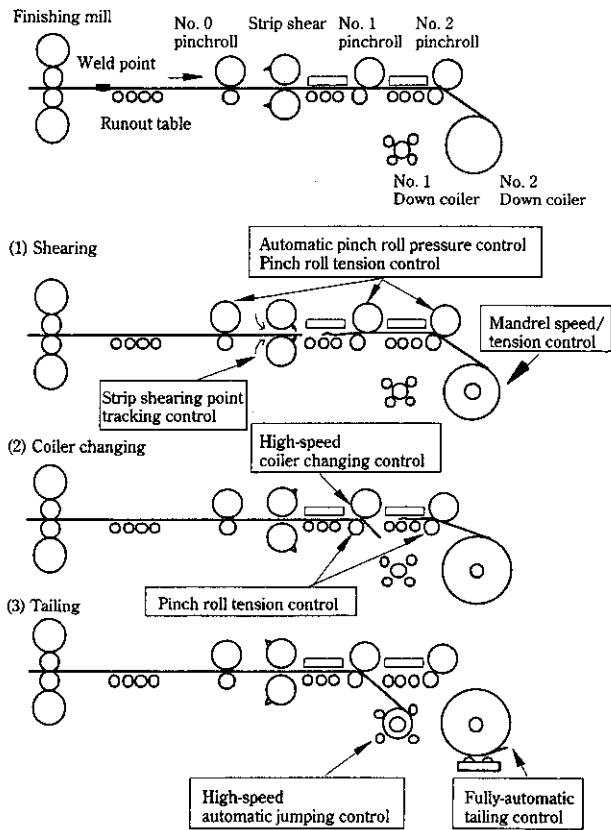 Finishing mill
No. 0
pinchroll
Strip shear
No. 1
pinchroll
No. 2
pinchroll
Weld point
Runout table
No. 1
Down coiler
No. 2
Down coiler
(1) Shearing
Automatic pinch roll pressure control
Pinch roll tension control
Mandrel speed/
tension control
Strip shearing point
tracking control
(2) Coiler changing
High-speed
coiler changing control
Pinch roll tension control
(3) Tailing
High-speed
automatic jumping control
Fully-automatic
tailing control